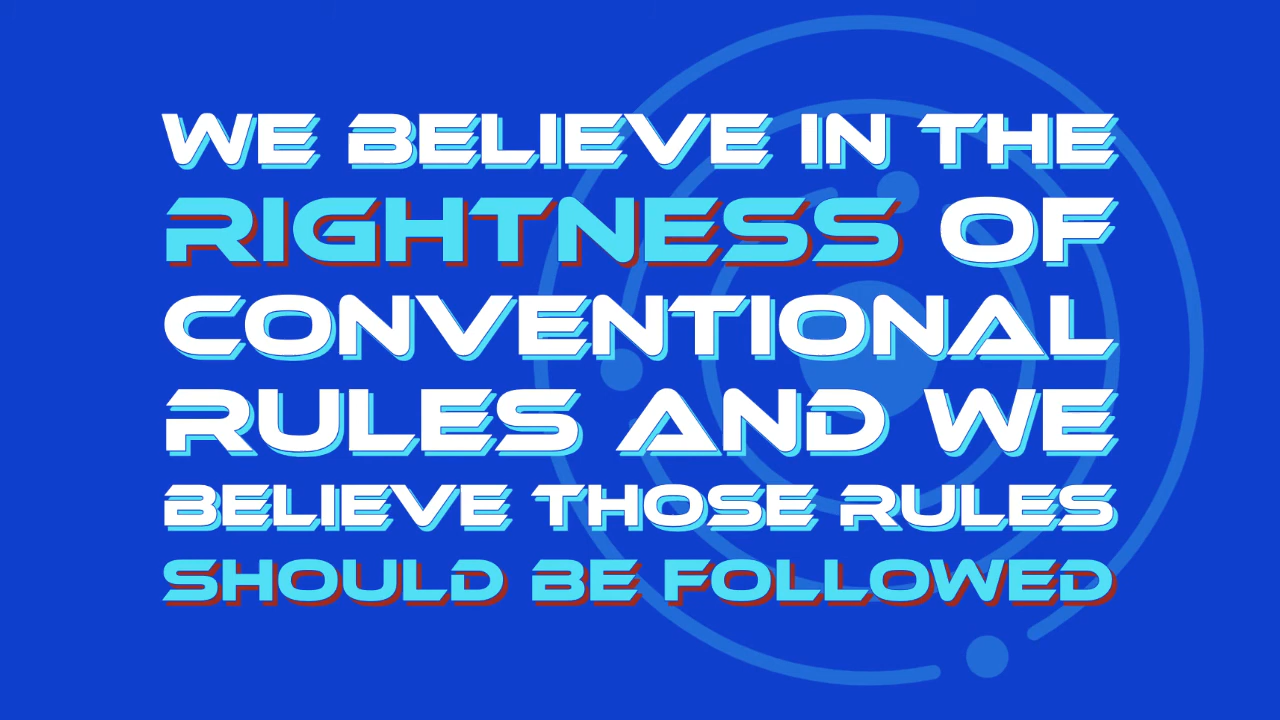 WE BELIEVE IN THE
RIGHTNESS OF
CONVENTIONAL
RULES AND WE
BELIEVE THOSE RULES
SHOULD BE FOLLOWED